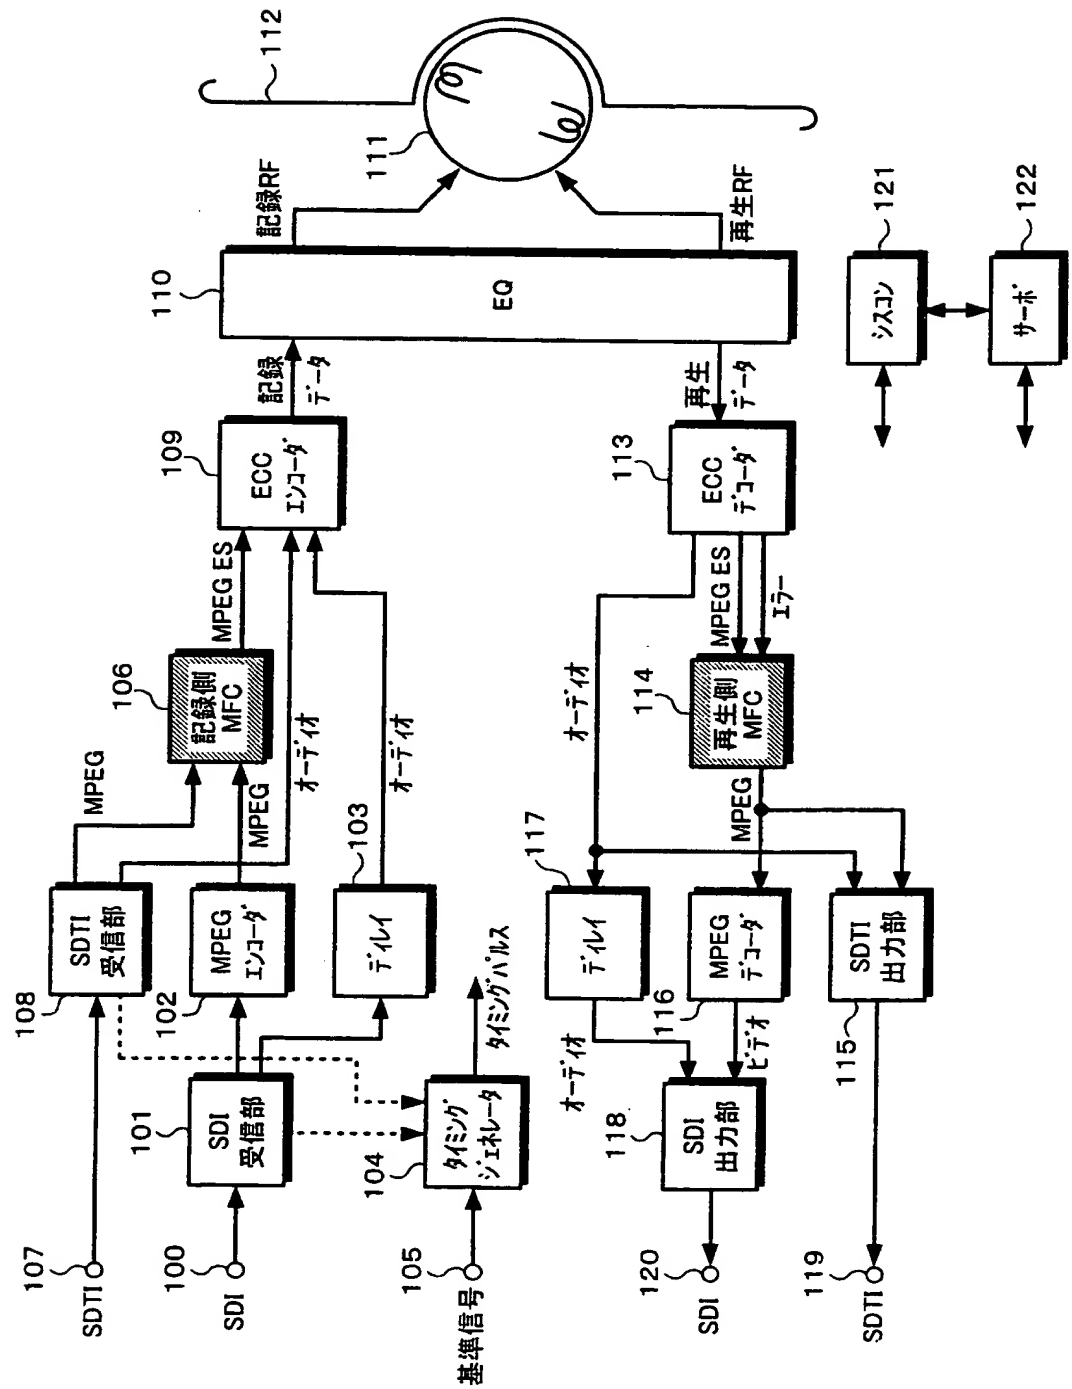 107
SDTI
108
SDTI
受信部
MPEG
106
記録側
MFC
MPEG ES
109
ECC
エンコーダ
記録
データ
110
EQ
記録RF
111
112
100
SDI
101
SDI
受信部
102
MPEG
エンコーダ
MPEG
オーディオ
103
ディレイ
オーディオ
105
基準信号
104
タイミング
ジェネレータ
タイミングパルス
再生RF
再生
データ
113
ECC
デコーダ
オーディオ
MPEG ES
エラー
114
再生側
MFC
MPEG
117
ディレイ
オーディオ
116
MPEG
デコーダ
ビデオ
118
SDI
出力部
120
SDI
115
SDTI
出力部
119
SDTI
121
シスコン
122
サーボ